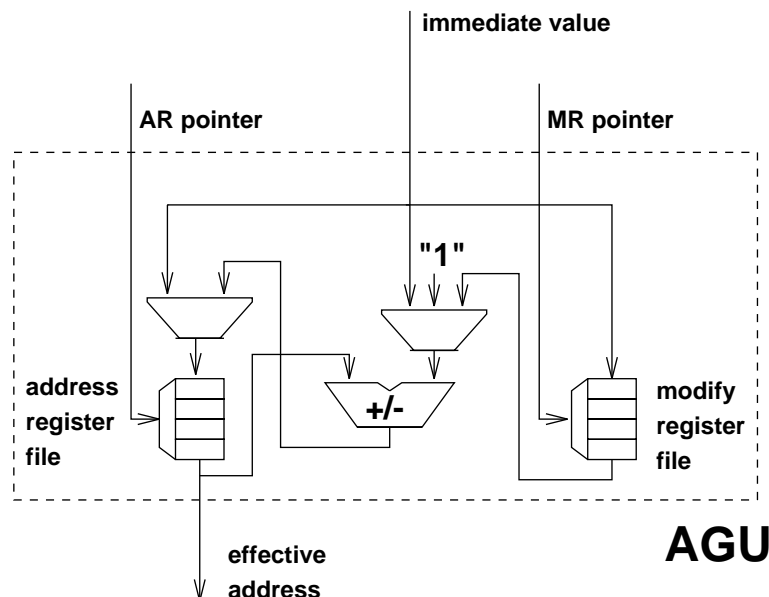 immediate value
AR pointer
MR pointer
"1"
address
register
file
+/-
modify
register
file
AGU
effective
address